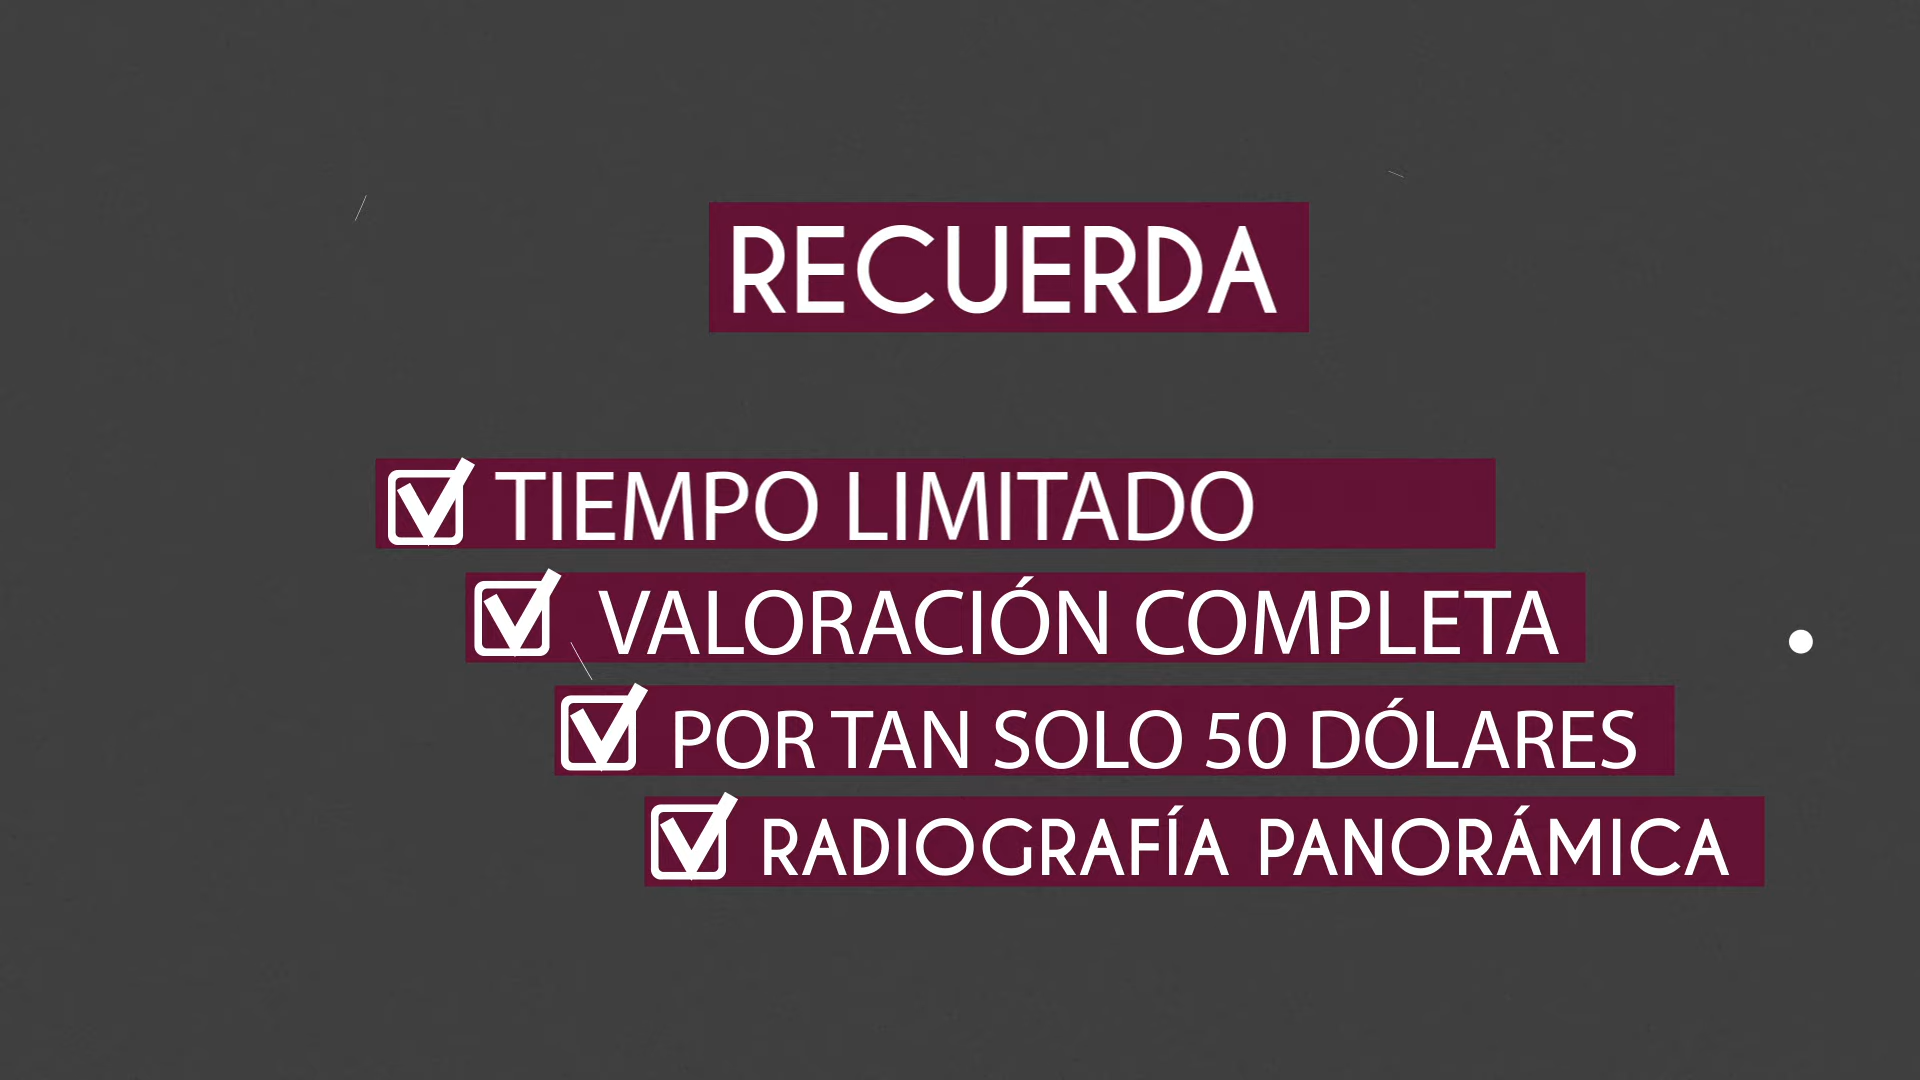 RECUERDA
TIEMPO LIMITADO
VALORACIÓN COMPLETA
POR TAN SOLO 50 DÓLARES
RADIOGRAFÍA PANORÁMICA